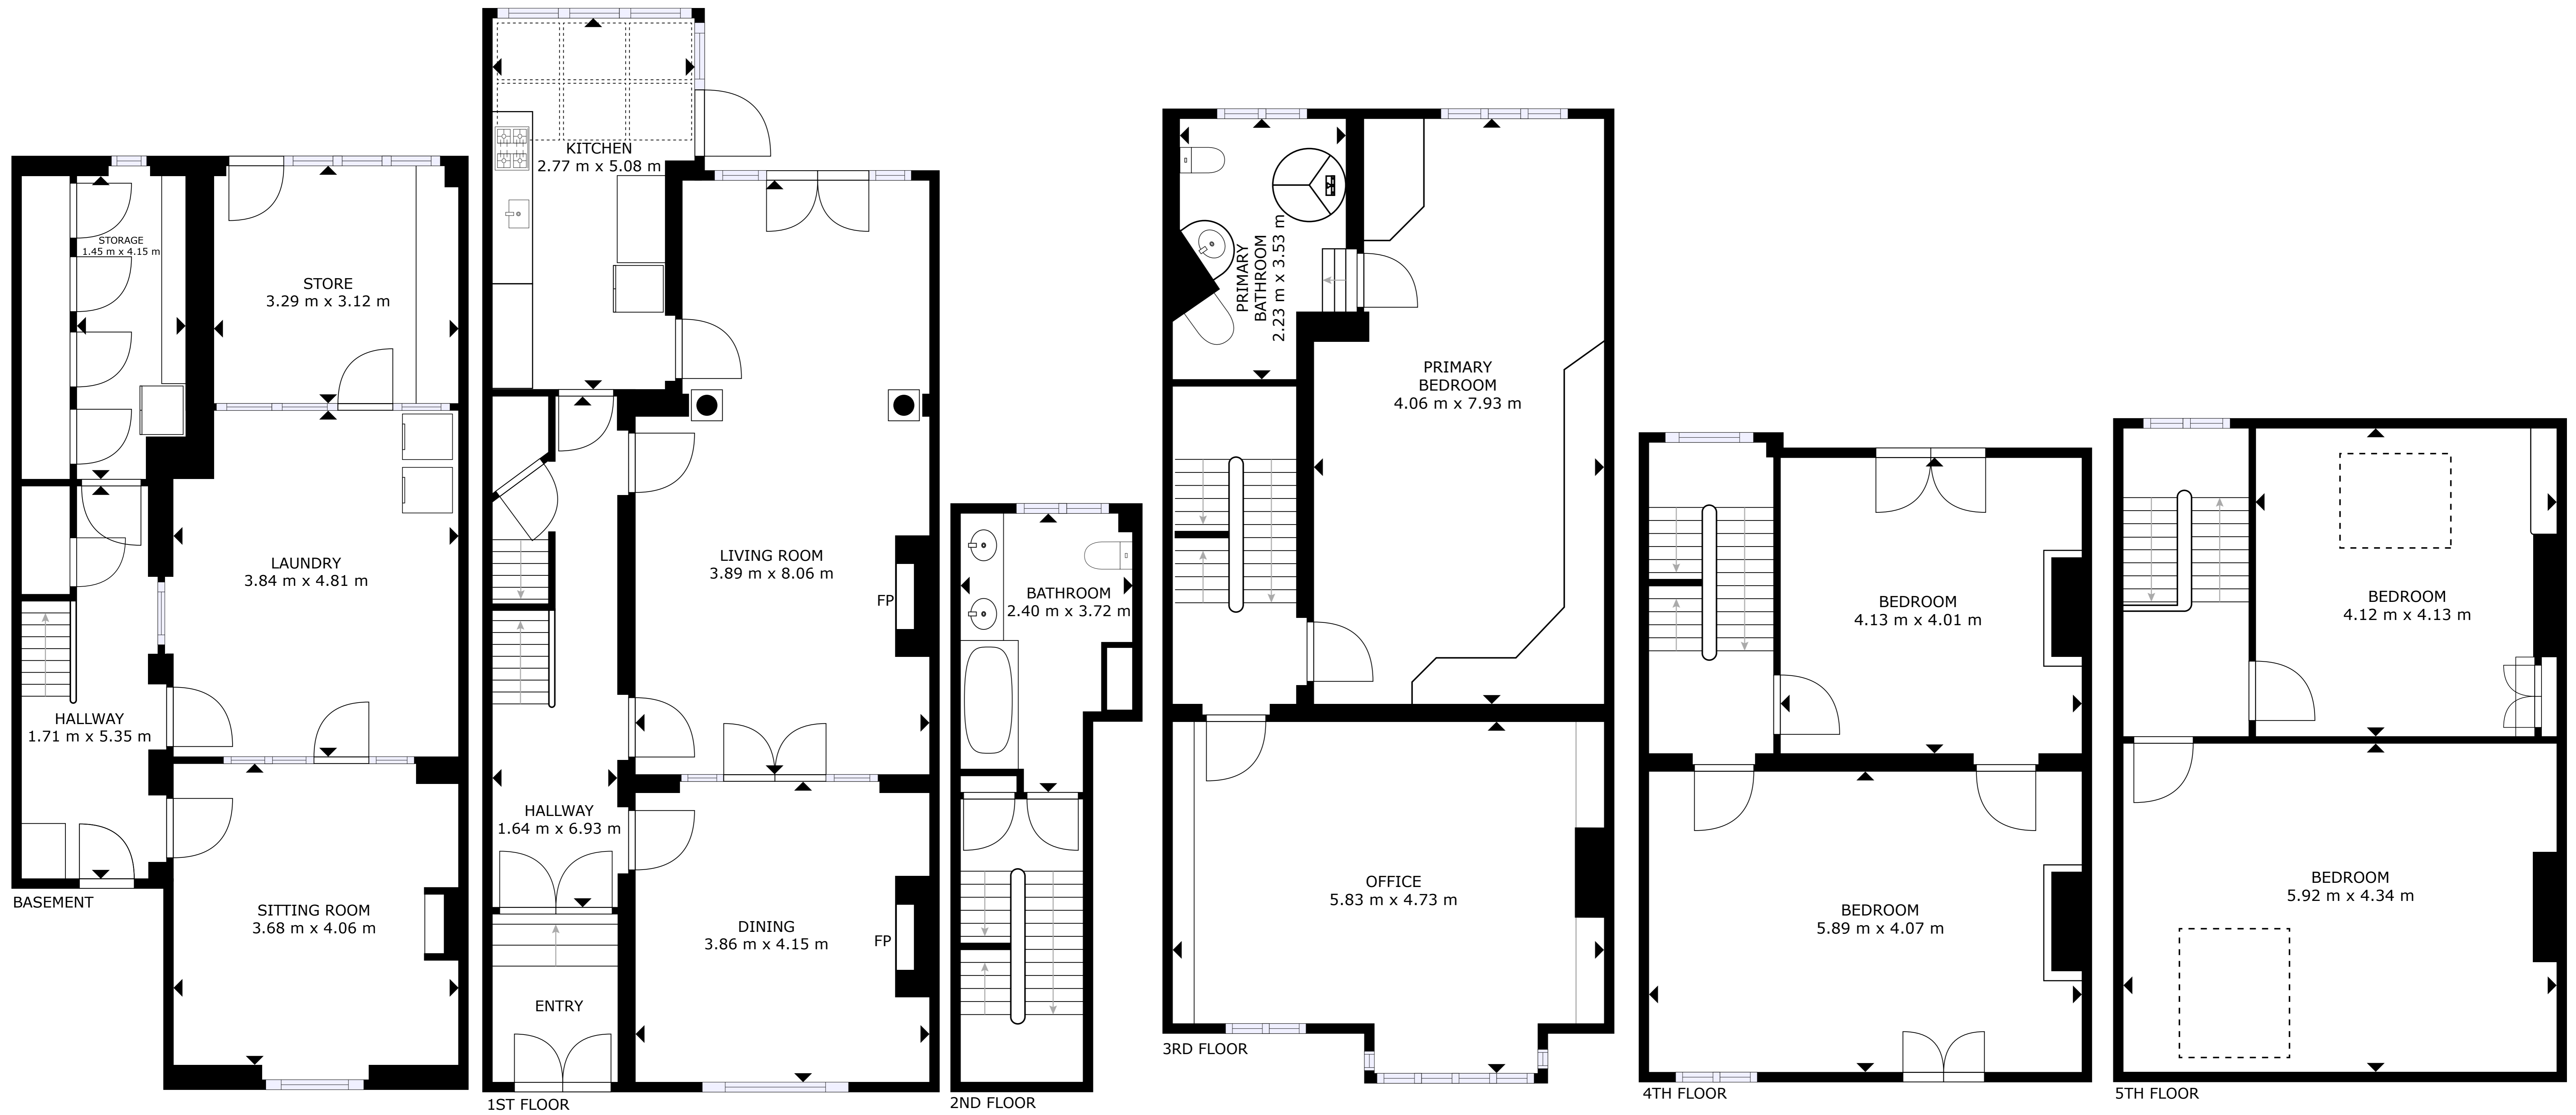 STORAGE
1.45 m x 4.15 m
STORE
3.29 m x 3.12 m
LAUNDRY
3.84 m x 4.81 m
HALLWAY
1.71 m x 5.35 m
SITTING ROOM
3.68 m x 4.06 m
BASEMENT
KITCHEN
2.77 m x 5.08 m
LIVING ROOM
3.89 m x 8.06 m
FP
HALLWAY
1.64 m x 6.93 m
DINING
3.86 m x 4.15 m
FP
ENTRY
1ST FLOOR
BATHROOM
2.40 m x 3.72 m
2ND FLOOR
PRIMARY
BATHROOM
2.23 m x 3.53 m
PRIMARY
BEDROOM
4.06 m x 7.93 m
OFFICE
5.83 m x 4.73 m
3RD FLOOR
BEDROOM
4.13 m x 4.01 m
BEDROOM
5.89 m x 4.07 m
4TH FLOOR
BEDROOM
4.12 m x 4.13 m
BEDROOM
5.92 m x 4.34 m
5TH FLOOR